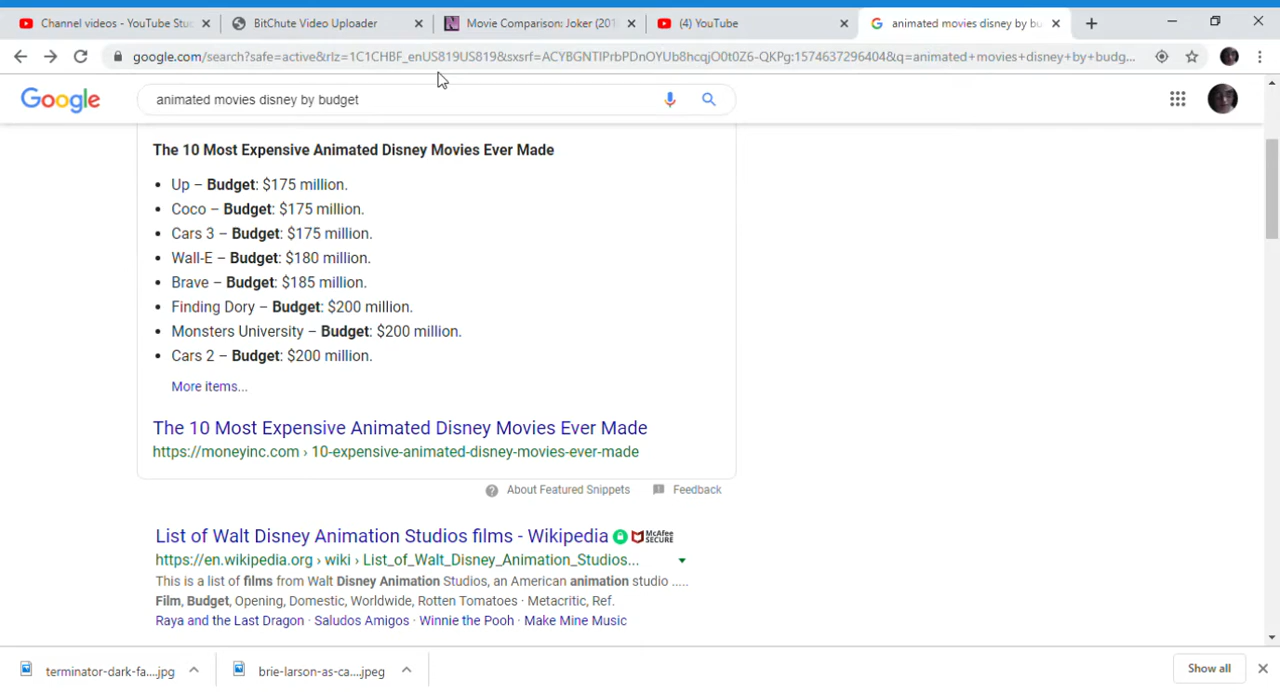 Channel videos - YouTube Stu
BitChute Video Uploader
Movie Comparison: Joker (201
(4) YouTube
animated movies disney by bu
google.com/search?safe=active&rlz=1C1CHBF_enUS819US819&sxsrf=ACYBGNTIPrbPDnOYUb8hcqjO0t0Z6-QKPg:1574637296404&q=animated+movies+disney+by+budg...
Google
animated movies disney by budget
The 10 Most Expensive Animated Disney Movies Ever Made
• Up – Budget: $175 million.
• Coco – Budget: $175 million.
• Cars 3 – Budget: $175 million.
• Wall-E – Budget: $180 million.
• Brave – Budget: $185 million.
• Finding Dory – Budget: $200 million.
• Monsters University – Budget: $200 million.
• Cars 2 – Budget: $200 million.
More items...
The 10 Most Expensive Animated Disney Movies Ever Made
https://moneyinc.com › 10-expensive-animated-disney-movies-ever-made
About Featured Snippets
Feedback
List of Walt Disney Animation Studios films - Wikipedia McAfee SECURE
https://en.wikipedia.org › wiki › List_of_Walt_Disney_Animation_Studios...
This is a list of films from Walt Disney Animation Studios, an American animation studio .....
Film, Budget, Opening, Domestic, Worldwide, Rotten Tomatoes · Metacritic, Ref.
Raya and the Last Dragon · Saludos Amigos · Winnie the Pooh · Make Mine Music
terminator-dark-fa....jpg
brie-larson-as-ca....jpeg
Show all